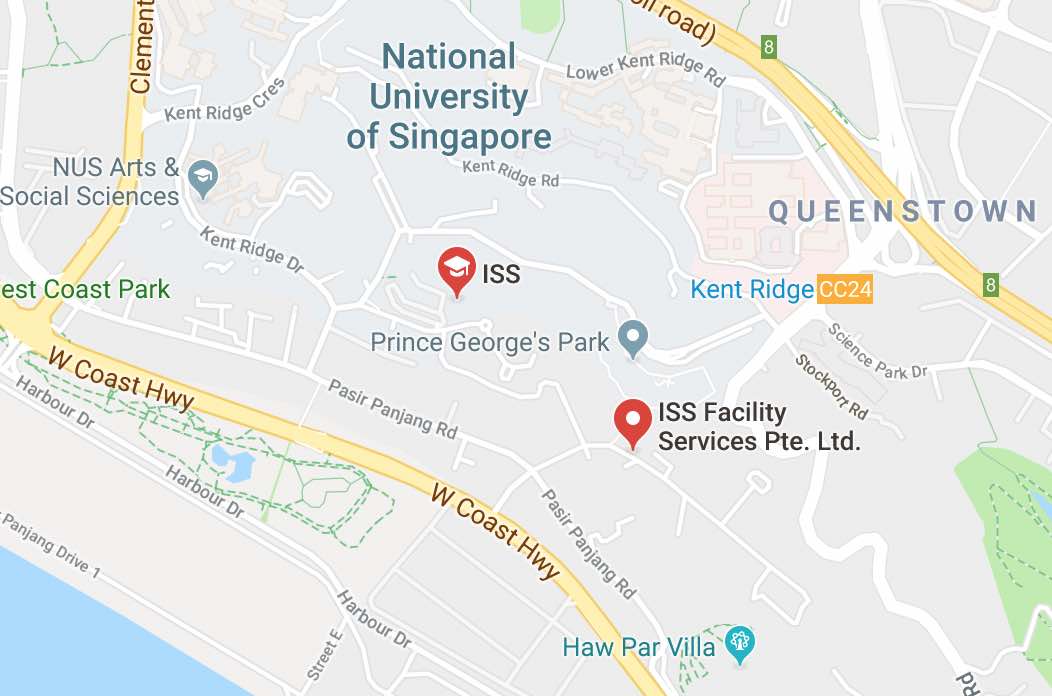 oll road)
8
Clement
National
University
of Singapore
Lower Kent Ridge Rd
Kent Ridge Cres
NUS Arts &
Social Sciences
Kent Ridge Rd
QUEENSTOWN
Kent Ridge Dr
ISS
est Coast Park
Kent Ridge CC24
8
Prince George's Park
Science Park Dr
W Coast Hwy
Stockport Rd
Harbour Dr
Pasir Panjang Rd
ISS Facility
Services Pte. Ltd.
Harbour Dr
W Coast Hwy
Pasir Panjang Rd
Panjang Drive 1
Harbour Dr
Street E
Haw Par Villa
Rd